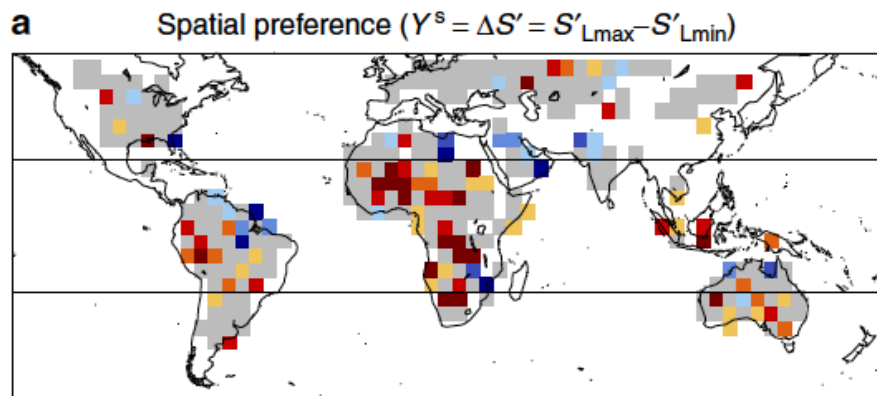 a Spatial preference (Yˢ = ΔS′ = S′Lmax–S′Lmin)